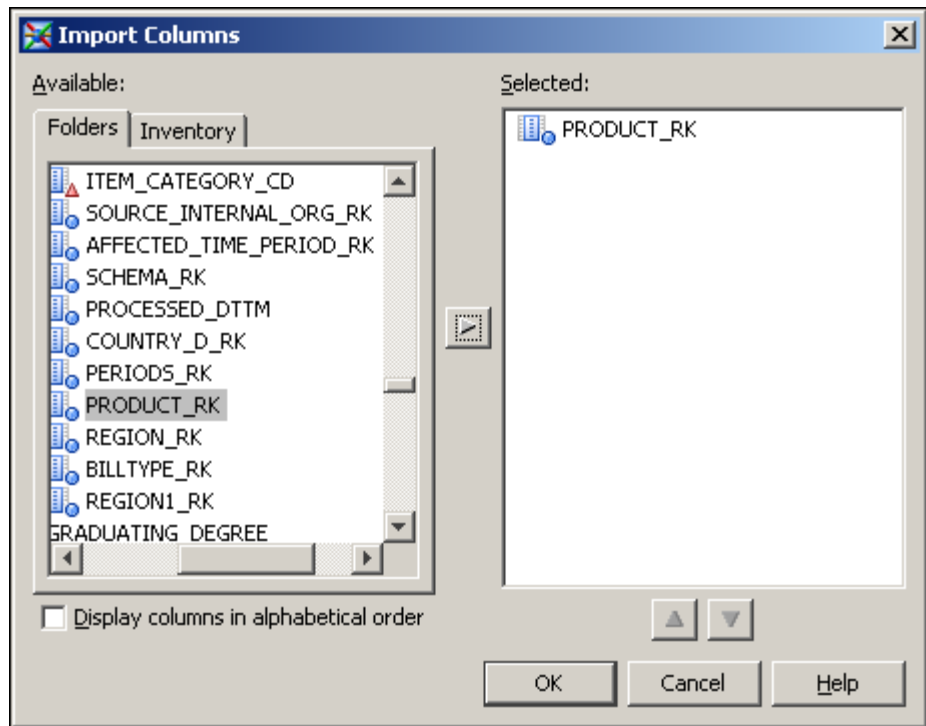 Import Columns
Available:
Selected:
Folders
Inventory
ITEM_CATEGORY_CD
SOURCE_INTERNAL_ORG_RK
AFFECTED_TIME_PERIOD_RK
SCHEMA_RK
PROCESSED_DTTM
COUNTRY_D_RK
PERIODS_RK
PRODUCT_RK
REGION_RK
BILLTYPE_RK
REGION1_RK
GRADUATING_DEGREE
PRODUCT_RK
Display columns in alphabetical order
OK
Cancel
Help